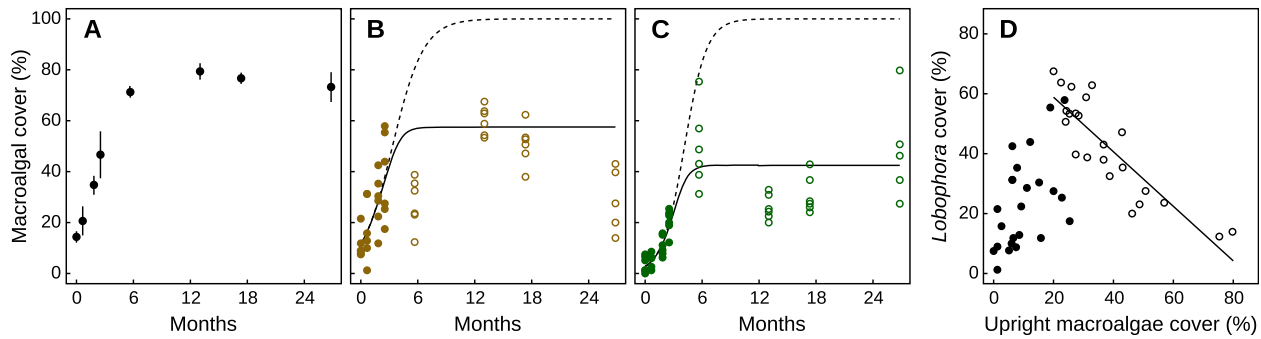 A B C D
Macroalgal cover (%)
100
80
60
40
20
0
0 6 12 18 24
Months
0 6 12 18 24
Months
0 6 12 18 24
Months
Lobophora cover (%)
80
60
40
20
0
0 20 40 60 80
Upright macroalgae cover (%)